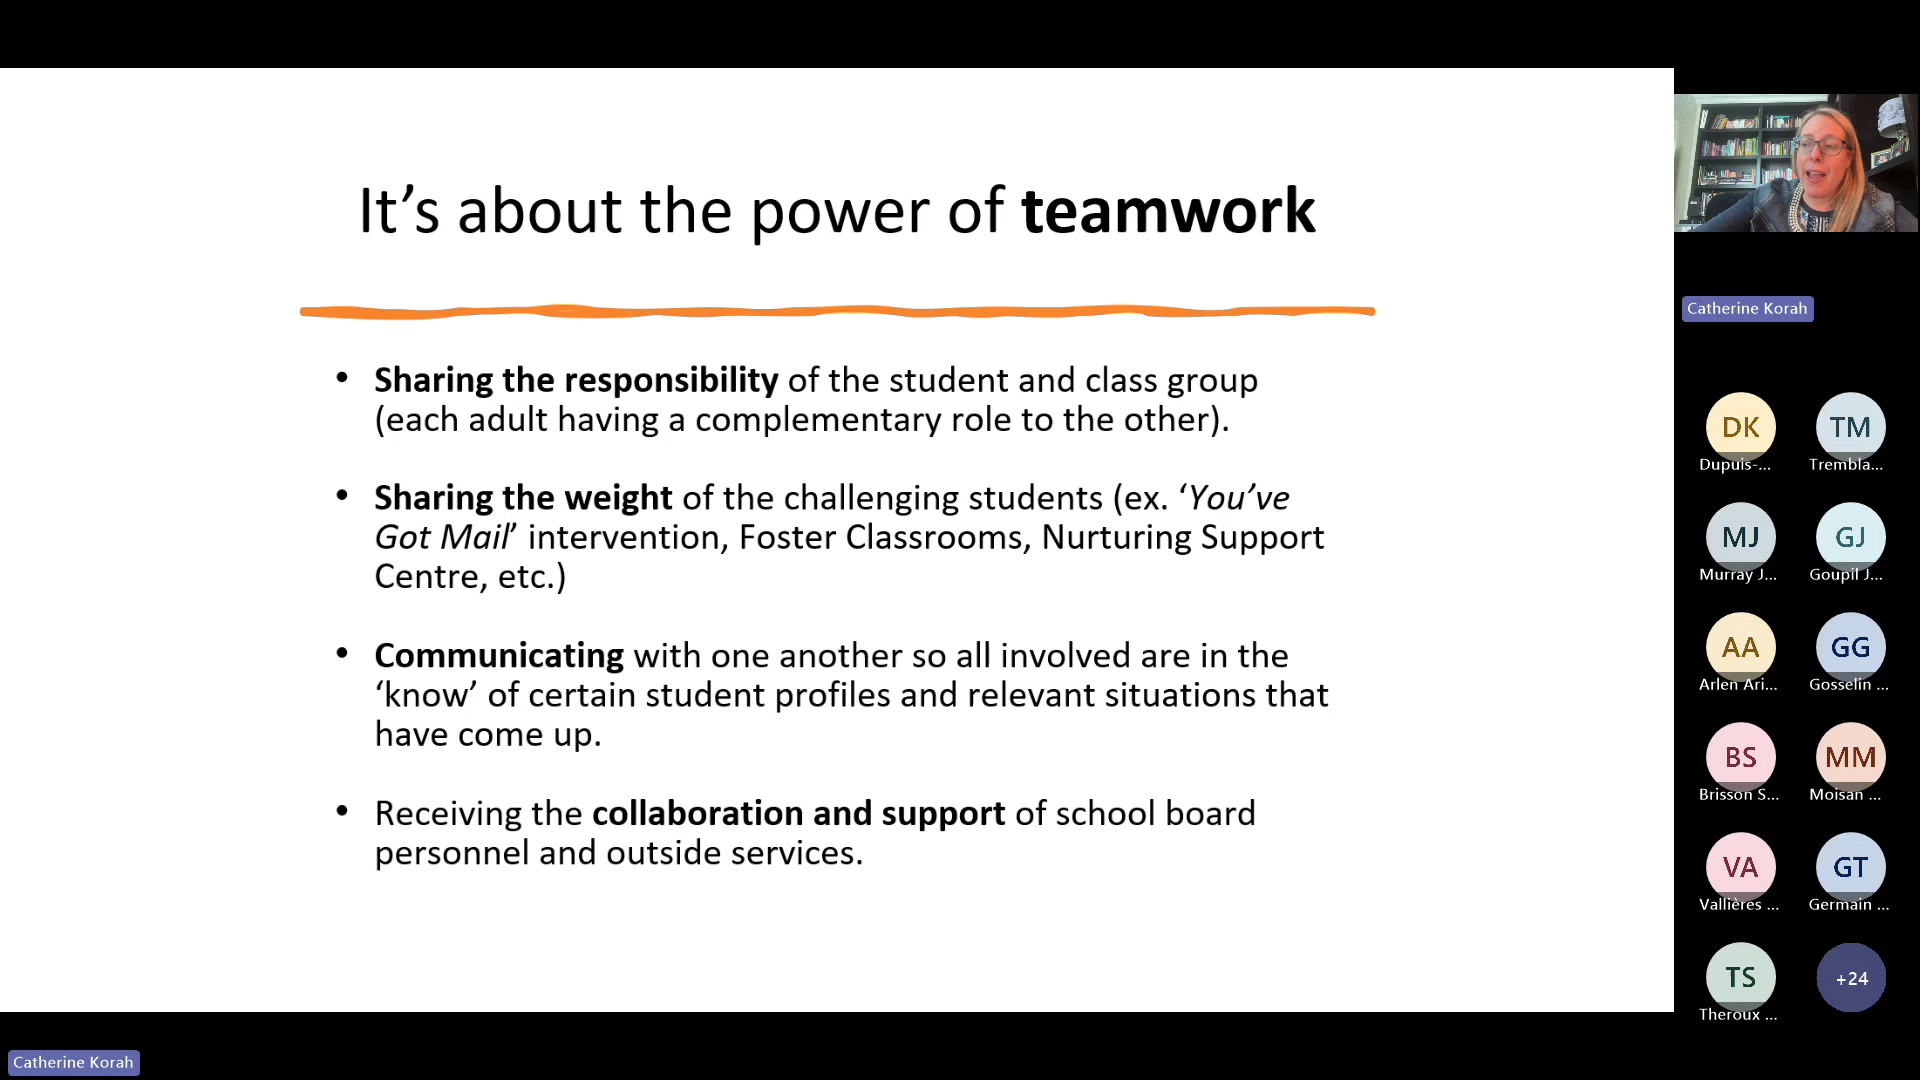 It’s about the power of teamwork
• Sharing the responsibility of the student and class group
(each adult having a complementary role to the other).
• Sharing the weight of the challenging students (ex. ‘You’ve
Got Mail’ intervention, Foster Classrooms, Nurturing Support
Centre, etc.)
• Communicating with one another so all involved are in the
‘know’ of certain student profiles and relevant situations that
have come up.
• Receiving the collaboration and support of school board
personnel and outside services.
Catherine Korah
DK
TM
Dupuis-...
Trembla...
MJ
GJ
Murray J...
Goupil J...
AA
GG
Arlen Ari...
Gosselin ...
BS
MM
Brisson S...
Moisan ...
VA
GT
Vallières ...
Germain ...
TS
+24
Theroux ...
Catherine Korah